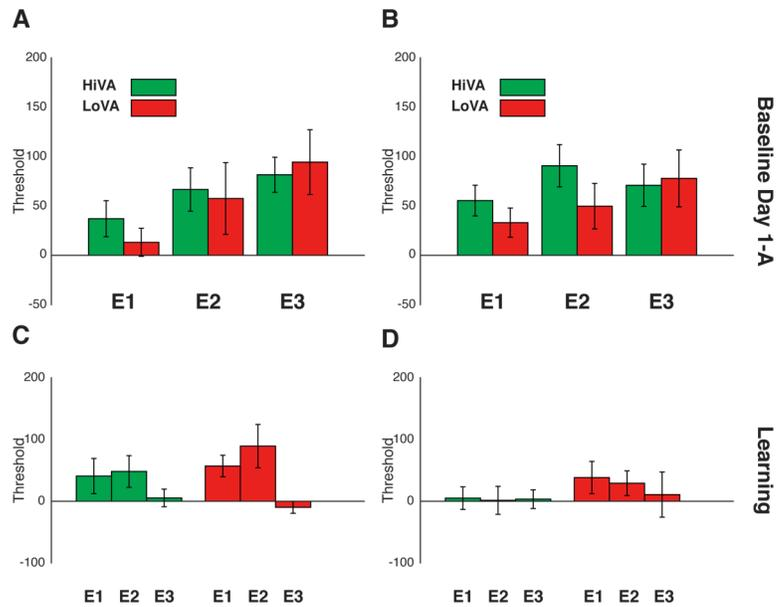 A
200
150
100
50
0
-50
Threshold
HiVA
LoVA
E1 E2 E3
B
200
150
100
50
0
-50
Threshold
HiVA
LoVA
E1 E2 E3
Baseline Day 1-A
C
200
100
0
-100
Threshold
E1 E2 E3 E1 E2 E3
D
200
100
0
-100
Threshold
E1 E2 E3 E1 E2 E3
Learning